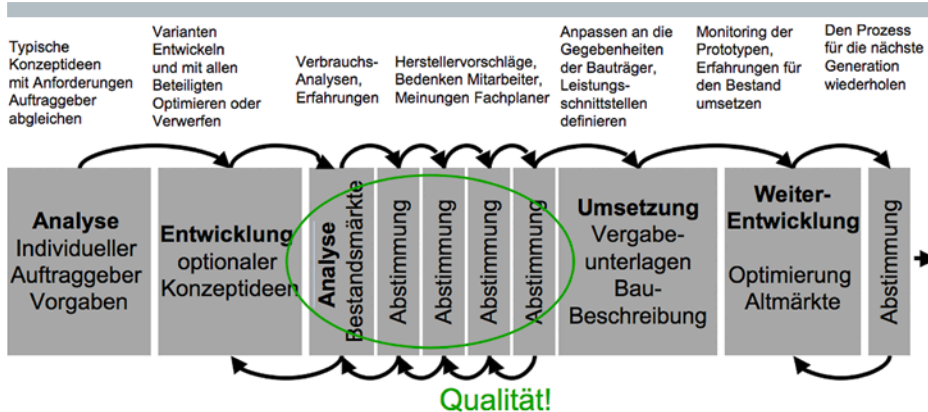 Typische
Konzeptideen
mit Anforderungen
Auftraggeber
abgleichen
Varianten
Entwickeln
und mit allen
Beteiligten
Optimieren oder
Verwerfen
Verbrauchs-
Analysen,
Erfahrungen
Herstellervorschläge,
Bedenken Mitarbeiter,
Meinungen Fachplaner
Anpassen an die
Gegebenheiten
der Bauträger,
Leistungs-
schnittstellen
definieren
Monitoring der
Prototypen,
Erfahrungen für
den Bestand
umsetzen
Den Prozess
für die nächste
Generation
wiederholen
Analyse
Individueller
Auftraggeber
Vorgaben
Entwicklung
optionaler
Konzeptideen
Analyse
Bestandsmärkte
Abstimmung
Abstimmung
Abstimmung
Abstimmung
Umsetzung
Vergabe-
unterlagen
Bau-
Beschreibung
Weiter-
Entwicklung
Optimierung
Altmärkte
Abstimmung
Qualität!